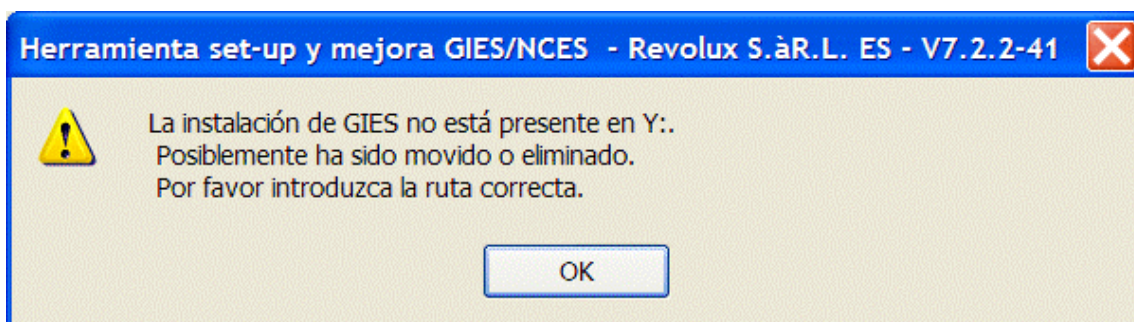 Herramienta set-up y mejora GIES/NCES - Revolux S.àR.L. ES - V7.2.2-41
La instalación de GIES no está presente en Y:.
Posiblemente ha sido movido o eliminado.
Por favor introduzca la ruta correcta.
OK